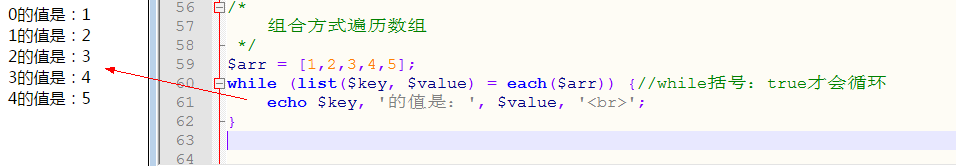 0的值是：1
1的值是：2
2的值是：3
3的值是：4
4的值是：5
56 /*
57 组合方式遍历数组
58 */
59 $arr = [1,2,3,4,5];
60 while (list($key, $value) = each($arr)) {//while括号：true才会循环
61 echo $key, '的值是：', $value, '<br>';
62 }
63
64